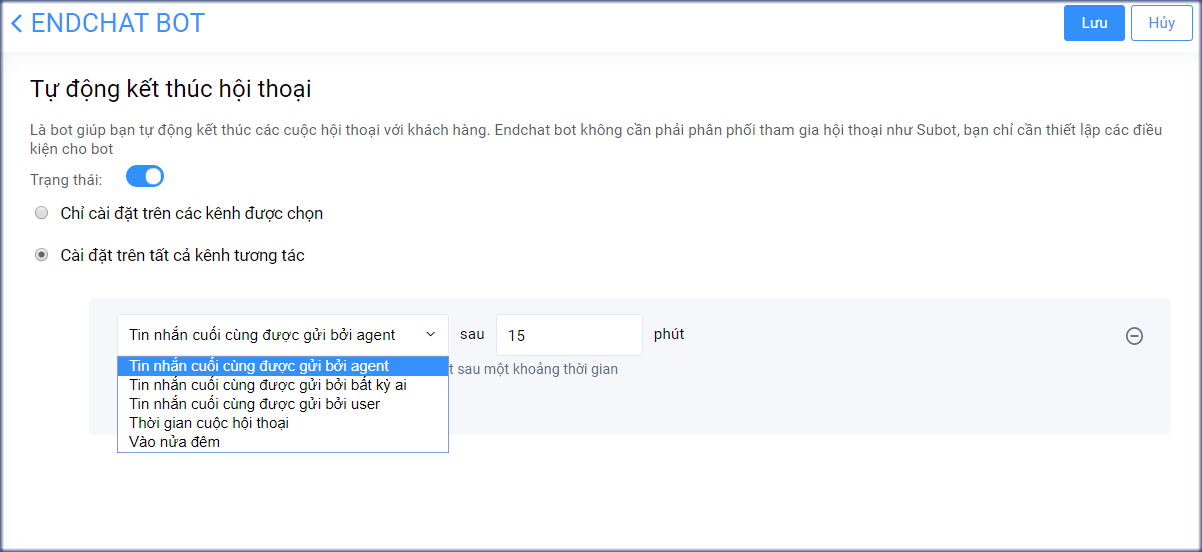 ENDCHAT BOT
Lưu
Hủy
Tự động kết thúc hội thoại
Là bot giúp bạn tự động kết thúc các cuộc hội thoại với khách hàng. Endchat bot không cần phải phân phối tham gia hội thoại như Subot, bạn chỉ cần thiết lập các điều
kiện cho bot
Trạng thái:
Chỉ cài đặt trên các kênh được chọn
Cài đặt trên tất cả kênh tương tác
Tin nhắn cuối cùng được gửi bởi agent sau 15 phút
Tin nhắn cuối cùng được gửi bởi agent
t sau một khoảng thời gian
Tin nhắn cuối cùng được gửi bởi bất kỳ ai
Tin nhắn cuối cùng được gửi bởi user
Thời gian cuộc hội thoại
Vào nửa đêm